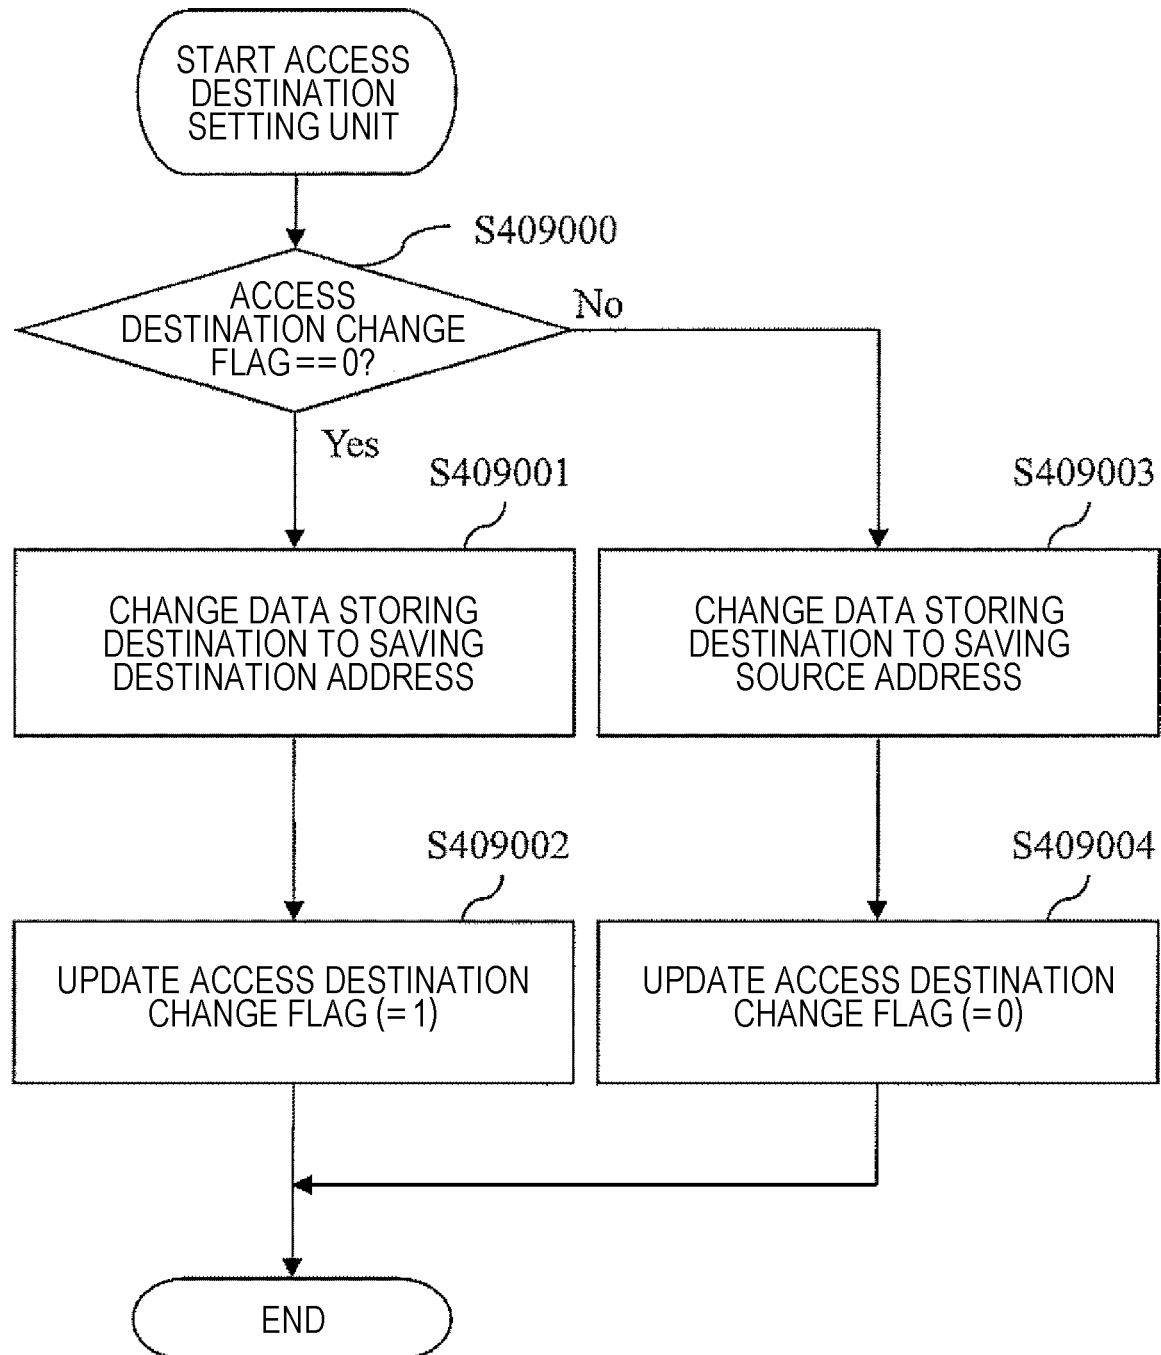 START ACCESS
DESTINATION
SETTING UNIT
S409000
ACCESS
DESTINATION CHANGE
FLAG==0?
No
Yes
S409001
CHANGE DATA STORING
DESTINATION TO SAVING
DESTINATION ADDRESS
S409003
CHANGE DATA STORING
DESTINATION TO SAVING
SOURCE ADDRESS
S409002
UPDATE ACCESS DESTINATION
CHANGE FLAG (=1)
S409004
UPDATE ACCESS DESTINATION
CHANGE FLAG (=0)
END